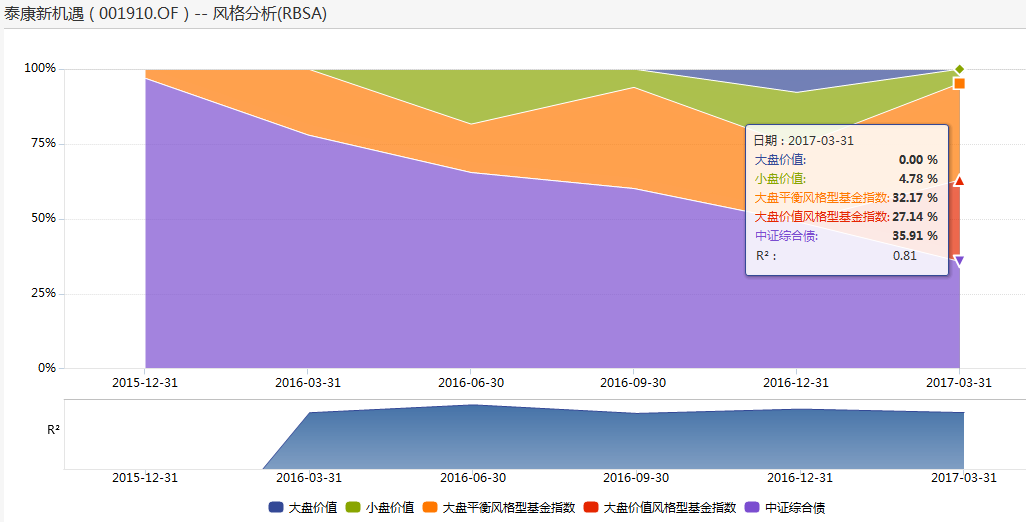 泰康新机遇 ( 001910.OF ) -- 风格分析(RBSA)
100%
75%
50%
25%
0%
日期 : 2017-03-31
大盘价值: 0.00 %
小盘价值: 4.78 %
大盘平衡风格型基金指数: 32.17 %
大盘价值风格型基金指数: 27.14 %
中证综合债: 35.91 %
R² : 0.81
2015-12-31 2016-03-31 2016-06-30 2016-09-30 2016-12-31 2017-03-31
R²
2015-12-31 2016-03-31 2016-06-30 2016-09-30 2016-12-31 2017-03-31
大盘价值 小盘价值 大盘平衡风格型基金指数 大盘价值风格型基金指数 中证综合债